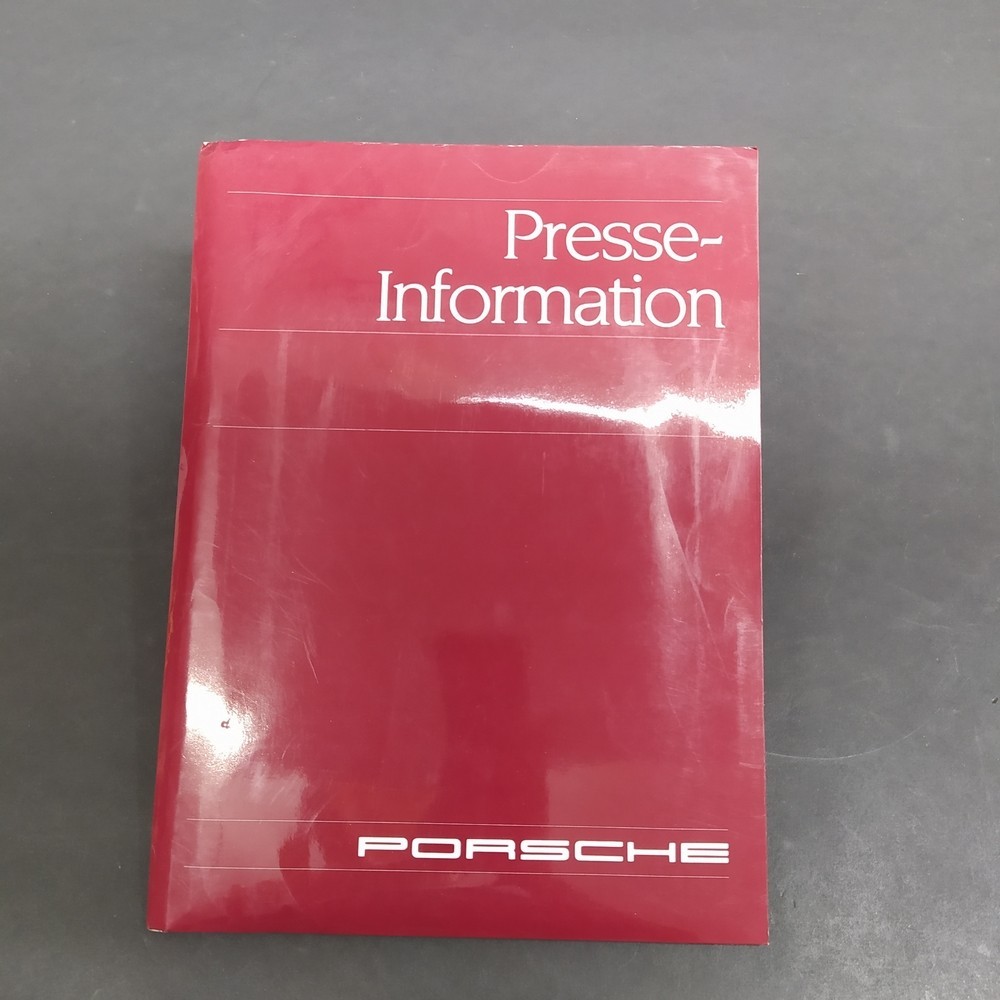 Presse-
Information
PORSCHE